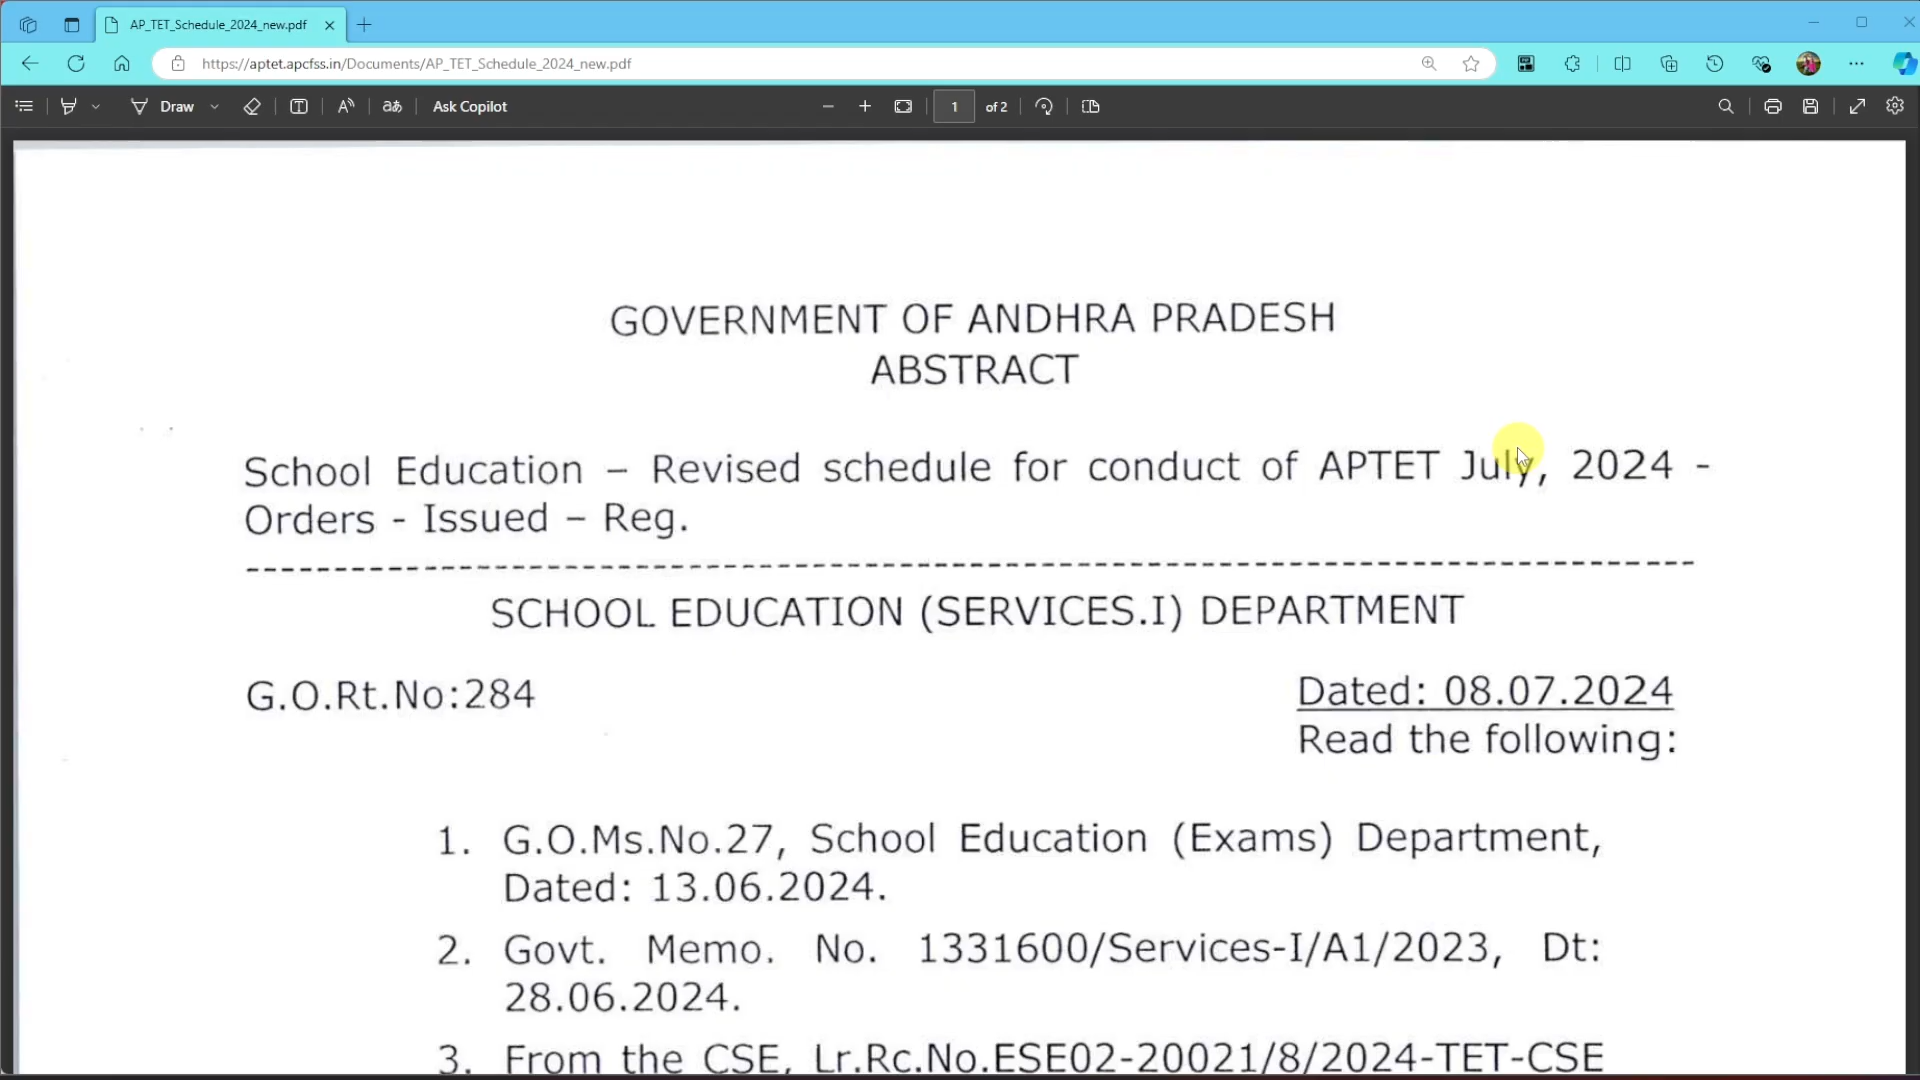 AP_TET_Schedule_2024_new.pdf
https://aptet.apcfss.in/Documents/AP_TET_Schedule_2024_new.pdf
Draw
Ask Copilot
1 of 2
GOVERNMENT OF ANDHRA PRADESH
ABSTRACT
School Education – Revised schedule for conduct of APTET July, 2024 -
Orders - Issued – Reg.
SCHOOL EDUCATION (SERVICES.I) DEPARTMENT
G.O.Rt.No:284
Dated: 08.07.2024
Read the following:
1. G.O.Ms.No.27, School Education (Exams) Department,
Dated: 13.06.2024.
2. Govt. Memo. No. 1331600/Services-I/A1/2023, Dt:
28.06.2024.
3. From the CSE, Lr.Rc.No.ESE02-20021/8/2024-TET-CSE